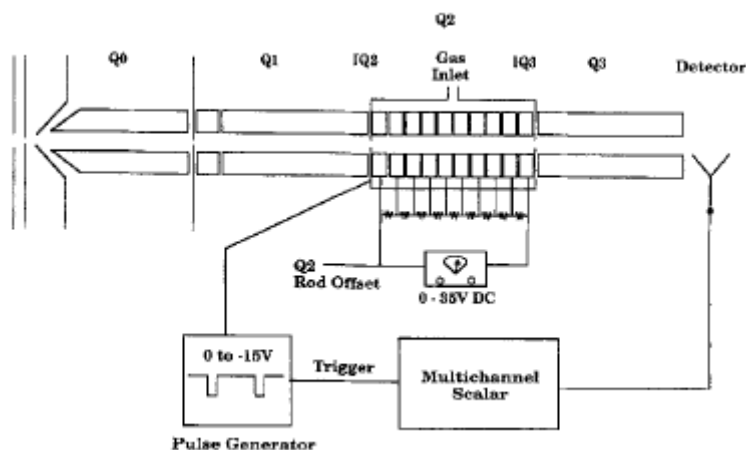 Q2
Q0 Q1 IQ2 Gas Inlet IQ3 Q3 Detector
Q2
Rod Offset
0 - 35V DC
0 to -15V
Trigger
Multichannel
Scalar
Pulse Generator